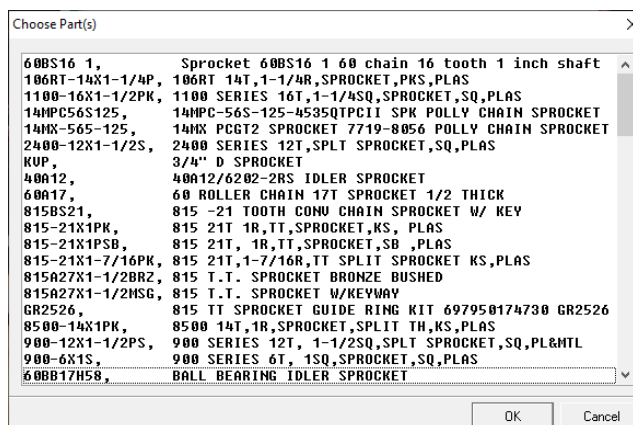 Choose Part(s)
60BS16 1, Sprocket 60BS16 1 60 chain 16 tooth 1 inch shaft
106RT-14X1-1/4P, 106RT 14T,1-1/4R,SPROCKET,PKS,PLAS
1100-16X1-1/2PK, 1100 SERIES 16T,1-1/4SQ,SPROCKET,SQ,PLAS
14MPC56S125, 14MPC-56S-125-4535QTPCII SPK POLLY CHAIN SPROCKET
14MX-565-125, 14MX PCGT2 SPROCKET 7719-8056 POLLY CHAIN SPROCKET
2400-12X1-1/2S, 2400 SERIES 12T,SPLT SPROCKET,SQ,PLAS
KVP, 3/4" D SPROCKET
40A12, 40A12/6202-2RS IDLER SPROCKET
60A17, 60 ROLLER CHAIN 17T SPROCKET 1/2 THICK
815BS21, 815 -21 TOOTH CONV CHAIN SPROCKET W/ KEY
815-21X1PK, 815 21T 1R,TT,SPROCKET,KS, PLAS
815-21X1PSB, 815 21T, 1R,TT,SPROCKET,SB ,PLAS
815-21X1-7/16PK, 815 21T,1-7/16R,TT SPLIT SPROCKET KS,PLAS
815A27X1-1/2BRZ, 815 T.T. SPROCKET BRONZE BUSHED
815A27X1-1/2MSG, 815 T.T. SPROCKET W/KEYWAY
GR2526, 815 TT SPROCKET GUIDE RING KIT 697950174730 GR2526
8500-14X1PK, 8500 14T,1R,SPROCKET,SPLIT TH,KS,PLAS
900-12X1-1/2PS, 900 SERIES 12T, 1-1/2SQ,SPLT SPROCKET,SQ,PL&MTL
900-6X1S, 900 SERIES 6T, 1SQ,SPROCKET,SQ,PLAS
60BB17H58, BALL BEARING IDLER SPROCKET
OK Cancel